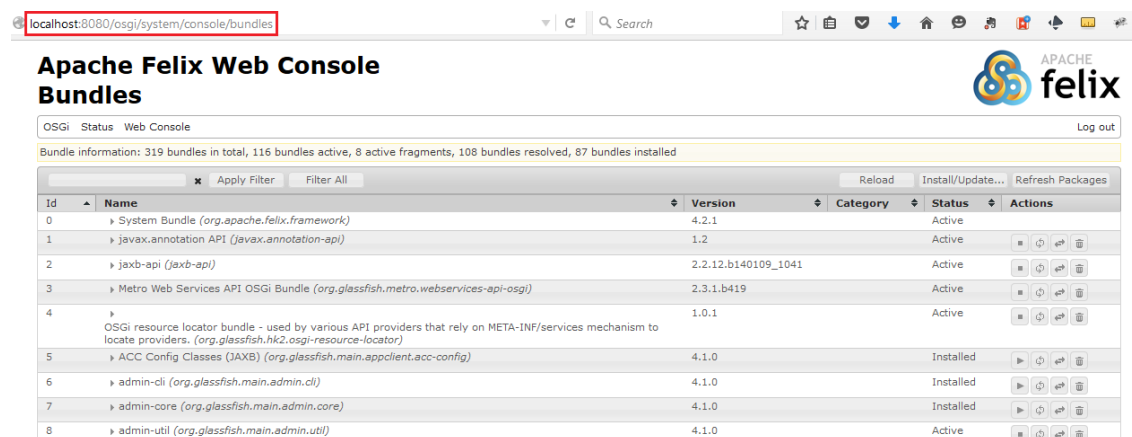 localhost:8080/osgi/system/console/bundles
Search
Apache Felix Web Console
Bundles
APACHE
felix
OSGi Status Web Console Log out
Bundle information: 319 bundles in total, 116 bundles active, 8 active fragments, 108 bundles resolved, 87 bundles installed
x Apply Filter Filter All Reload Install/Update... Refresh Packages
Id Name Version Category Status Actions
0 System Bundle (org.apache.felix.framework) 4.2.1 Active
1 javax.annotation API (javax.annotation-api) 1.2 Active
2 jaxb-api (jaxb-api) 2.2.12.b140109_1041 Active
3 Metro Web Services API OSGi Bundle (org.glassfish.metro.webservices-api-osgi) 2.3.1.b419 Active
4 1.0.1 Active
OSGi resource locator bundle - used by various API providers that rely on META-INF/services mechanism to
locate providers. (org.glassfish.hk2.osgi-resource-locator)
5 ACC Config Classes (JAXB) (org.glassfish.main.appclient.acc-config) 4.1.0 Installed
6 admin-cli (org.glassfish.main.admin.cli) 4.1.0 Installed
7 admin-core (org.glassfish.main.admin.core) 4.1.0 Installed
8 admin-util (org.glassfish.main.admin.util) 4.1.0 Active